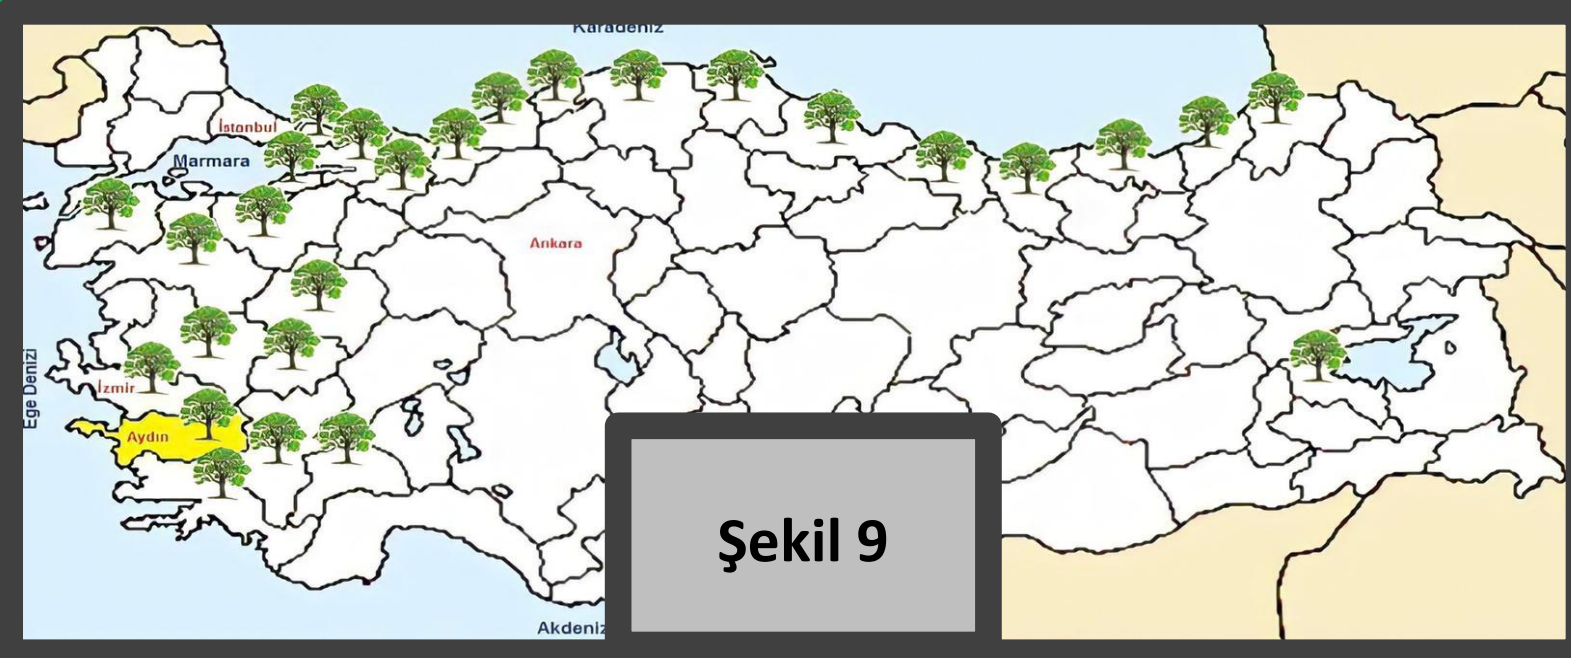 Karadeniz
İstanbul
Marmara
Ankara
Ege Denizi
İzmir
Aydın
Şekil 9
Akdeniz